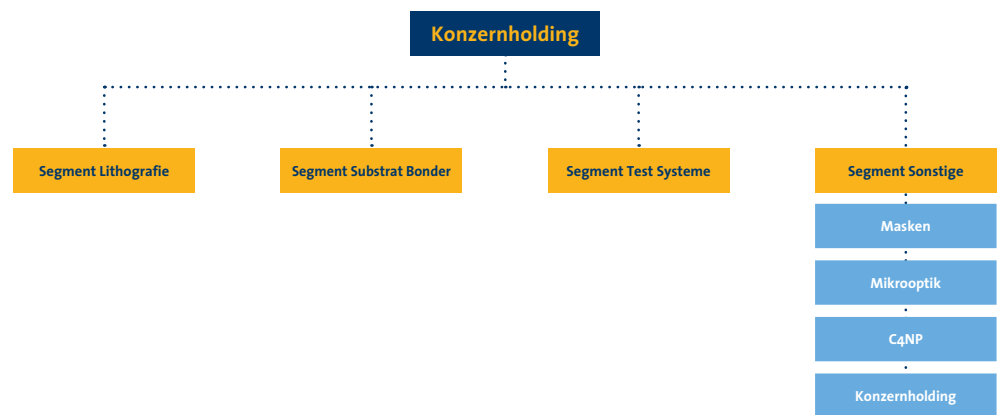 Konzernholding
Segment Lithografie
Segment Substrat Bonder
Segment Test Systeme
Segment Sonstige
Masken
Mikrooptik
C4NP
Konzernholding